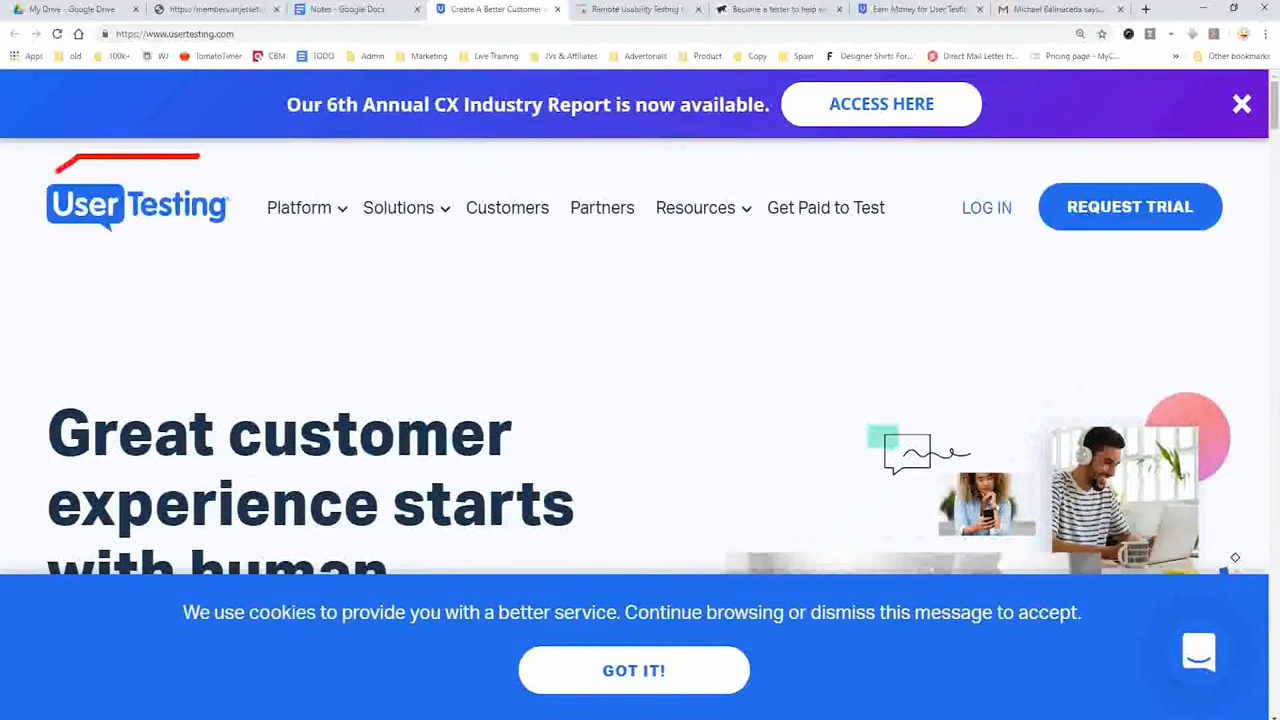 My Drive - Google Drive
Notes - Google Docs
Create A Better Customer
Remote Usability Testing
Become a tester to help
Earn Money for User Testi
Michael Balmaceda says...
https://www.usertesting.com
Apps
old
100k+
WJ
TomatoTimer
CBM
TODO
Admin
Marketing
Live Training
JVs & Affiliates
Advertorials
Product
Copy
Spain
Designer Shirts For...
Direct Mail Letter fr...
Pricing page - MyC...
»
Other bookmarks
Our 6th Annual CX Industry Report is now available.
ACCESS HERE
UserTesting
Platform
Solutions
Customers
Partners
Resources
Get Paid to Test
LOG IN
REQUEST TRIAL
Great customer
experience starts
with human
We use cookies to provide you with a better service. Continue browsing or dismiss this message to accept.
GOT IT!